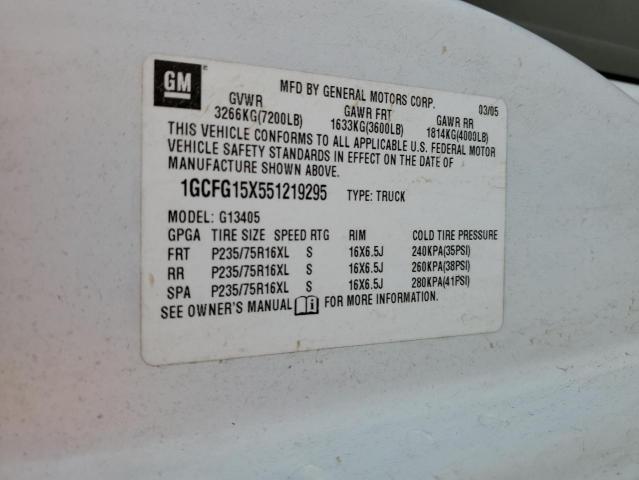 GM
MFD BY GENERAL MOTORS CORP. 03/05
GVWR GAWR FRT GAWR RR
3266KG(7200LB) 1633KG(3600LB) 1814KG(4000LB)
THIS VEHICLE CONFORMS TO ALL APPLICABLE U.S. FEDERAL MOTOR
VEHICLE SAFETY STANDARDS IN EFFECT ON THE DATE OF
MANUFACTURE SHOWN ABOVE.
1GCFG15X551219295 TYPE: TRUCK
MODEL: G13405
GPGA TIRE SIZE SPEED RTG RIM COLD TIRE PRESSURE
FRT P235/75R16XL S 16X6.5J 240KPA(35PSI)
RR P235/75R16XL S 16X6.5J 260KPA(38PSI)
SPA P235/75R16XL S 16X6.5J 280KPA(41PSI)
SEE OWNER'S MANUAL FOR MORE INFORMATION.